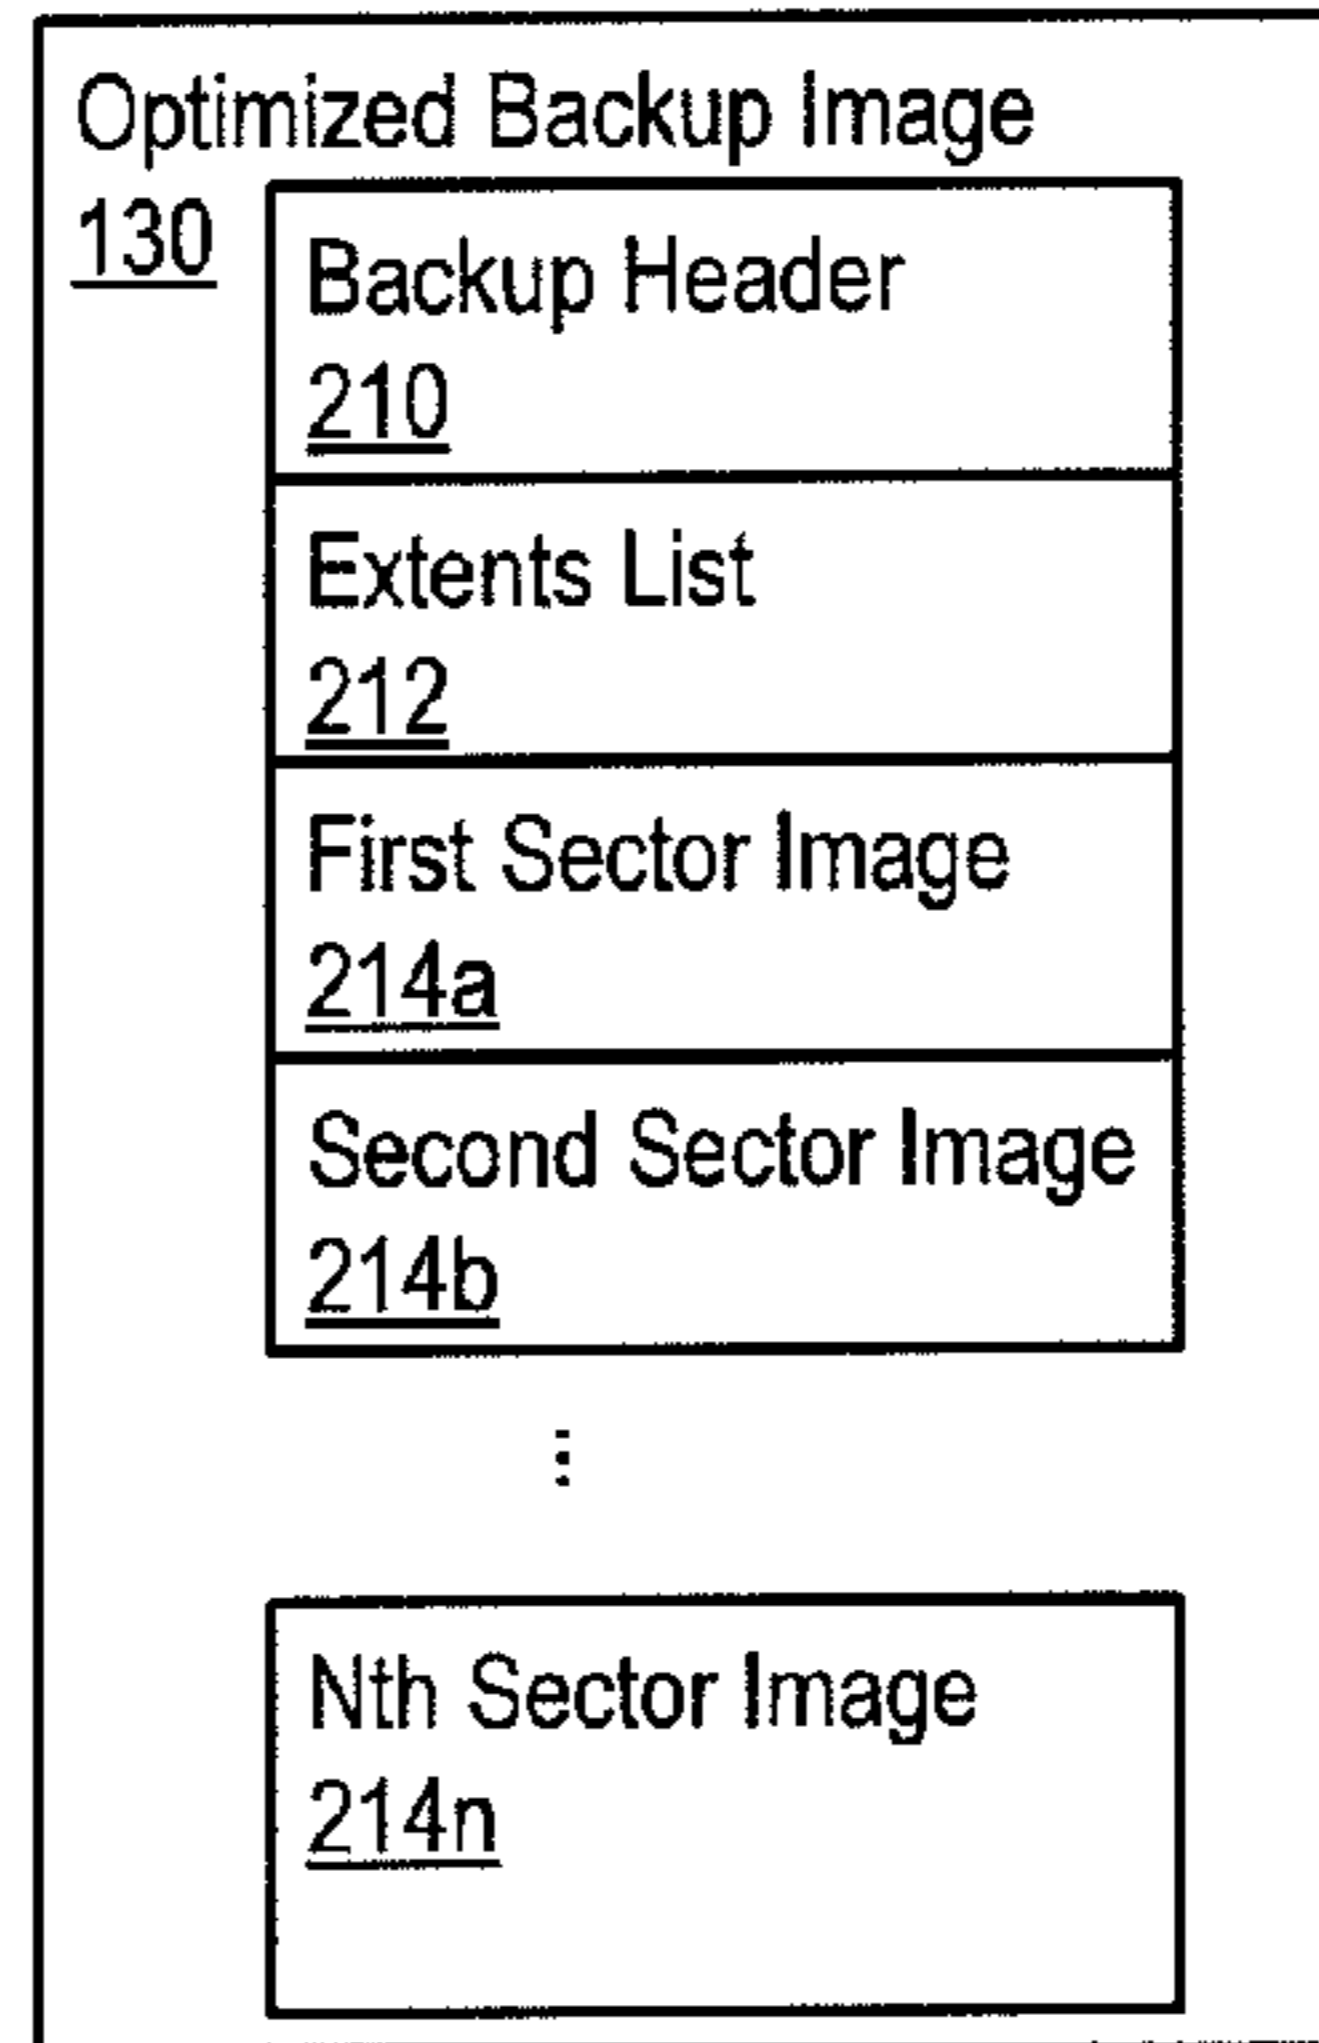 Optimized Backup Image
130
Backup Header
210
Extents List
212
First Sector Image
214a
Second Sector Image
214b
⋮
Nth Sector Image
214n